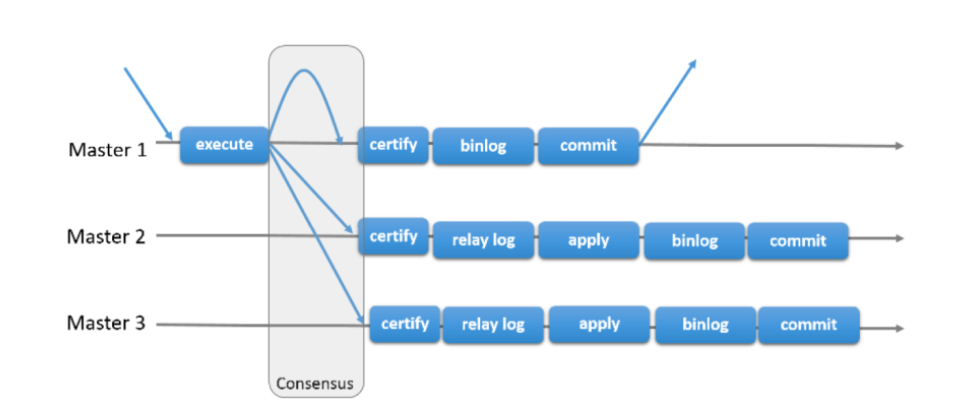 Master 1 execute certify binlog commit
Master 2 certify relay log apply binlog commit
Master 3 certify relay log apply binlog commit
Consensus